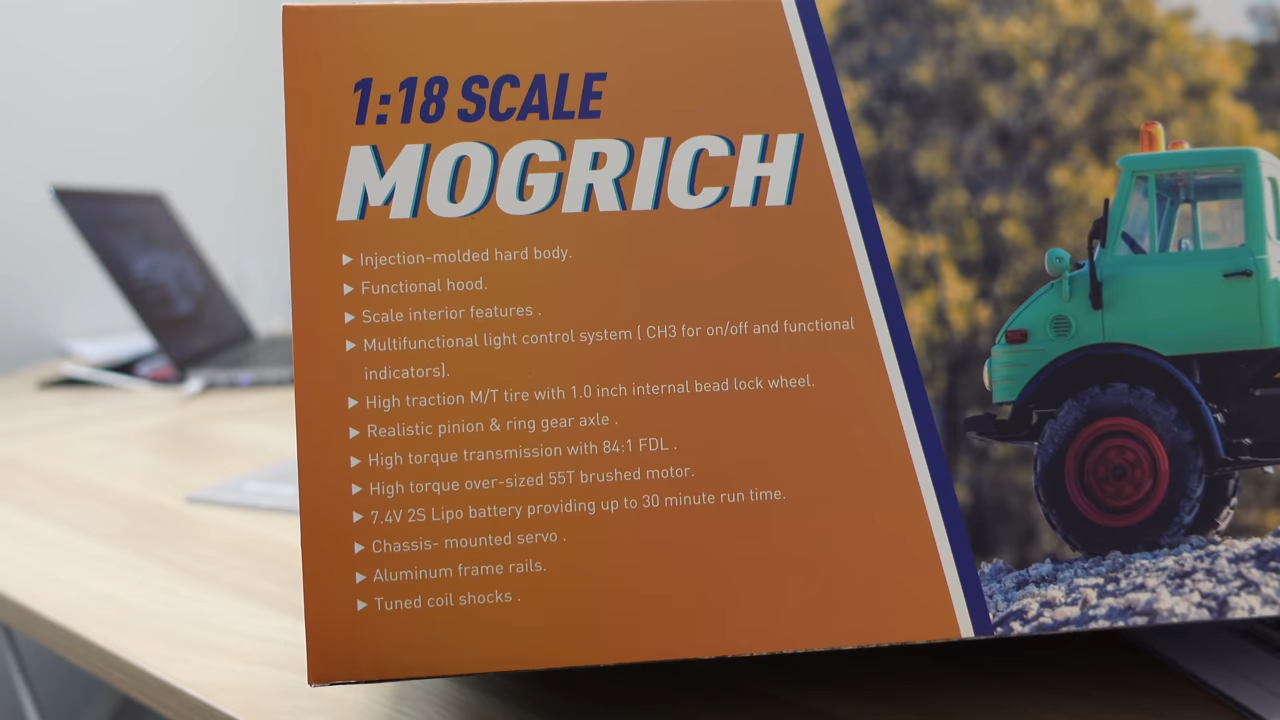 1:18 SCALE
MOGRICH
▶ Injection-molded hard body.
▶ Functional hood.
▶ Scale interior features .
▶ Multifunctional light control system ( CH3 for on/off and functional
indicators).
▶ High traction M/T tire with 1.0 inch internal bead lock wheel.
▶ Realistic pinion & ring gear axle .
▶ High torque transmission with 84:1 FDL .
▶ High torque over-sized 55T brushed motor.
▶ 7.4V 2S Lipo battery providing up to 30 minute run time.
▶ Chassis- mounted servo .
▶ Aluminum frame rails.
▶ Tuned coil shocks .